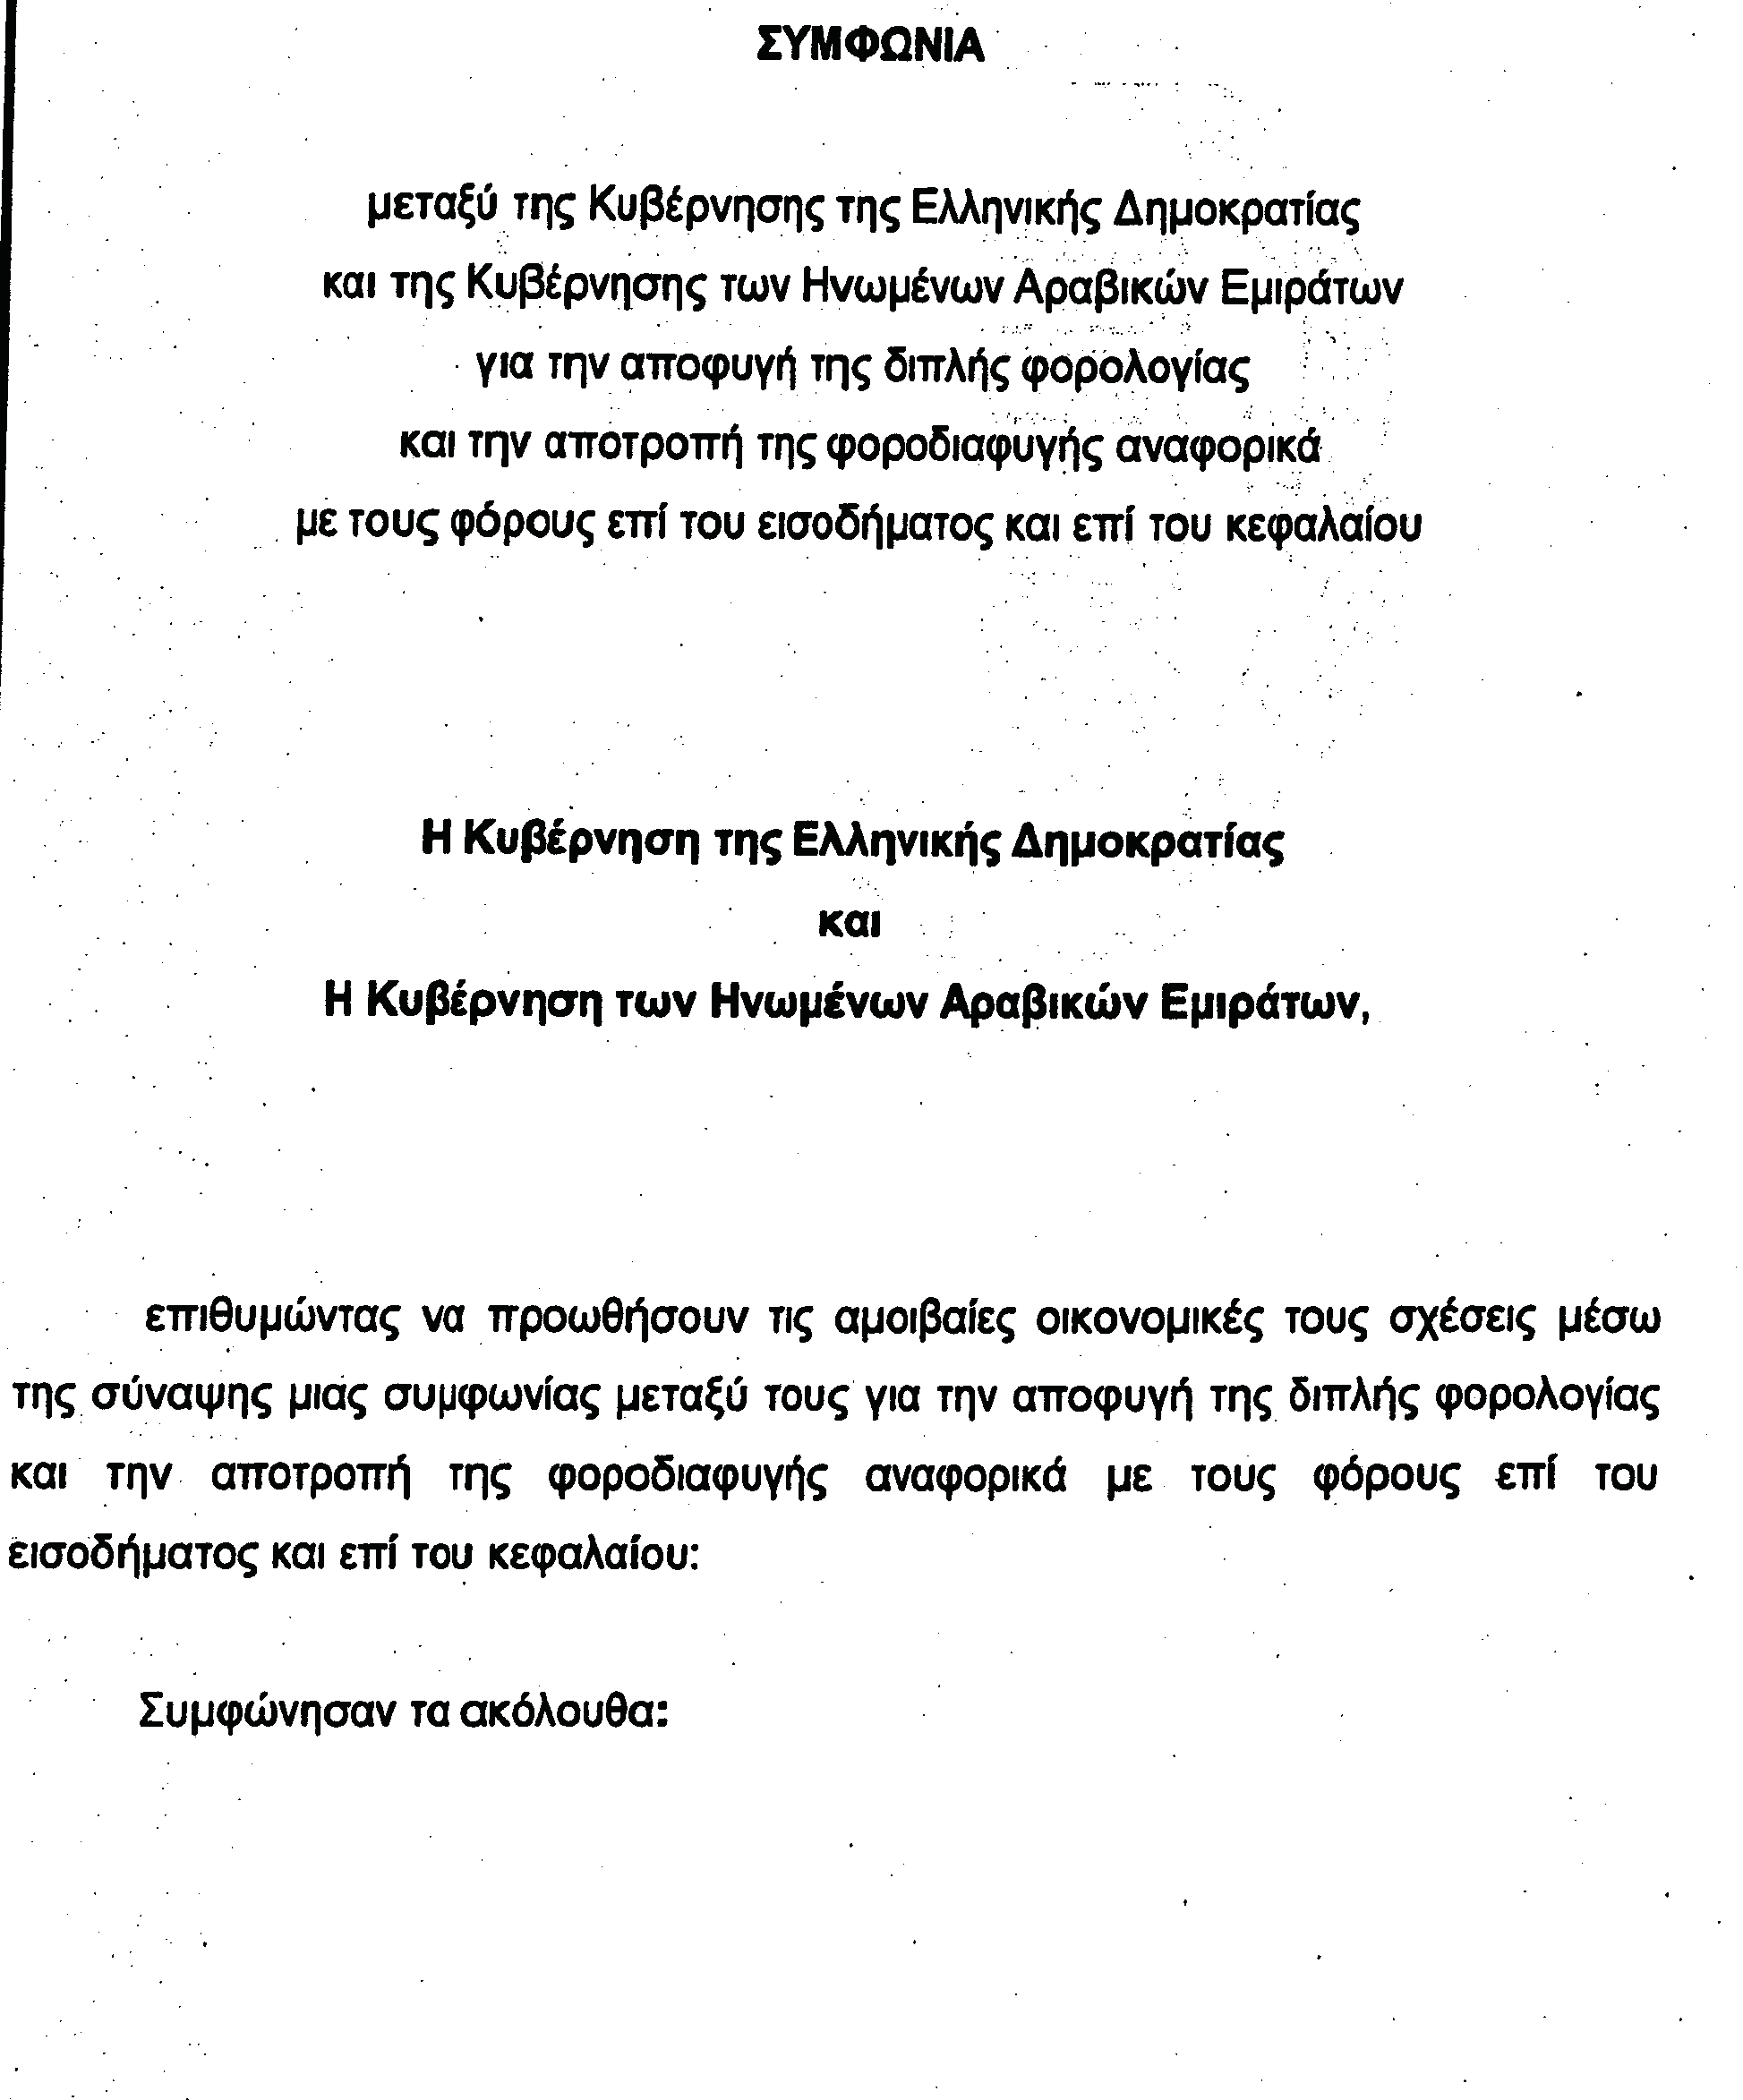 ΣΥΜΦΩΝΙΑ
μεταξύ της Κυβέρνησης της Ελληνικής Δημοκρατίας
και της Κυβέρνησης των Ηνωμένων Αραβικών Εμιράτων
για την αποφυγή της διπλής φορολογίας
και την αποτροπή της φοροδιαφυγής αναφορικά
με τους φόρους επί του εισοδήματος και επί του κεφαλαίου
Η Κυβέρνηση της Ελληνικής Δημοκρατίας
και
Η Κυβέρνηση των Ηνωμένων Αραβικών Εμιράτων,
επιθυμώντας να προωθήσουν τις αμοιβαίες οικονομικές τους σχέσεις μέσω
της σύναψης μιας συμφωνίας μεταξύ τους για την αποφυγή της διπλής φορολογίας
και την αποτροπή της φοροδιαφυγής αναφορικά με τους φόρους επί του
εισοδήματος και επί του κεφαλαίου:
Συμφώνησαν τα ακόλουθα: